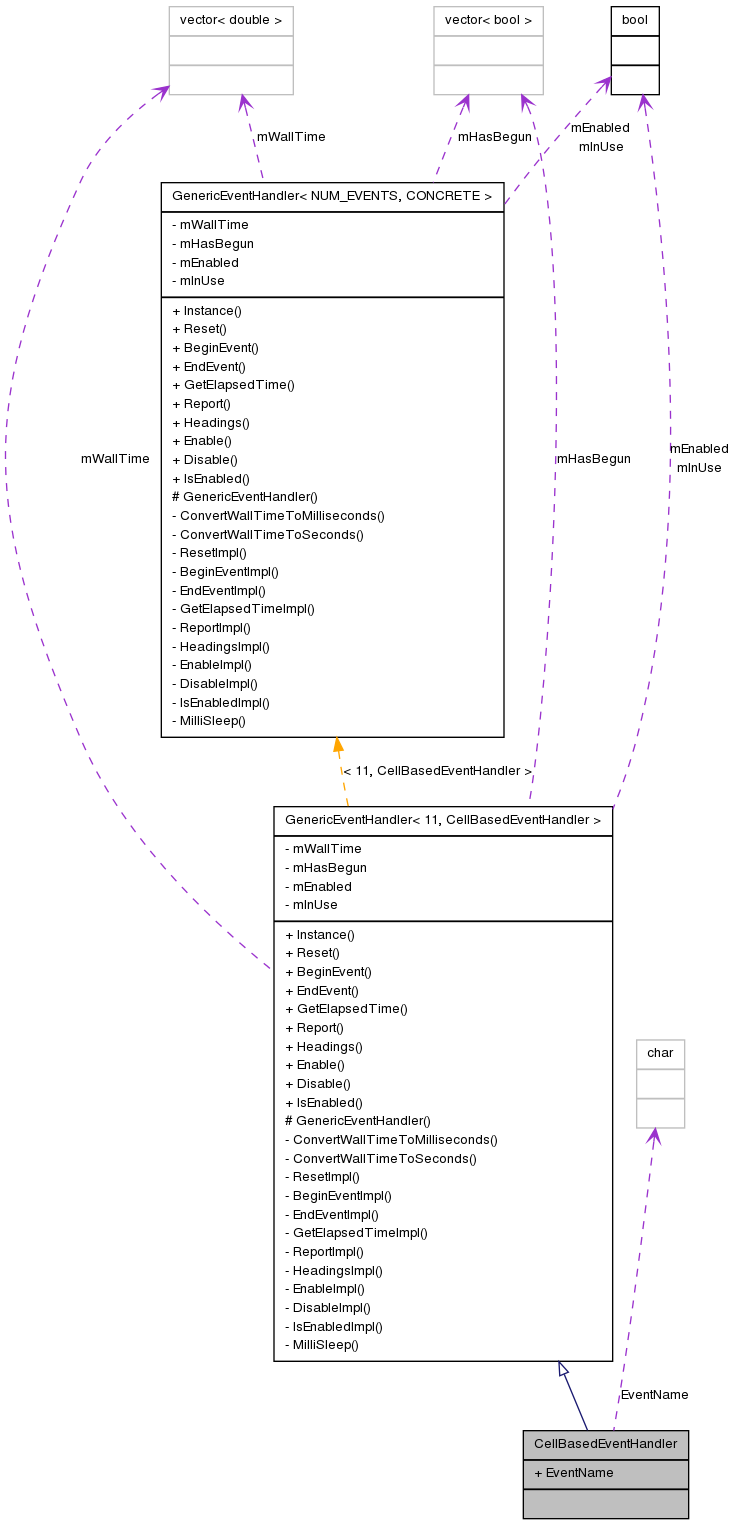 vector< double >
vector< bool >
bool
mWallTime
mHasBegun
mEnabled
mInUse
GenericEventHandler< NUM_EVENTS, CONCRETE >
- mWallTime
- mHasBegun
- mEnabled
- mInUse
+ Instance()
+ Reset()
+ BeginEvent()
+ EndEvent()
+ GetElapsedTime()
+ Report()
+ Headings()
+ Enable()
+ Disable()
+ IsEnabled()
# GenericEventHandler()
- ConvertWallTimeToMilliseconds()
- ConvertWallTimeToSeconds()
- ResetImpl()
- BeginEventImpl()
- EndEventImpl()
- GetElapsedTimeImpl()
- ReportImpl()
- HeadingsImpl()
- EnableImpl()
- DisableImpl()
- IsEnabledImpl()
- MilliSleep()
mWallTime
mHasBegun
mEnabled
mInUse
< 11, CellBasedEventHandler >
GenericEventHandler< 11, CellBasedEventHandler >
- mWallTime
- mHasBegun
- mEnabled
- mInUse
+ Instance()
+ Reset()
+ BeginEvent()
+ EndEvent()
+ GetElapsedTime()
+ Report()
+ Headings()
+ Enable()
+ Disable()
+ IsEnabled()
# GenericEventHandler()
- ConvertWallTimeToMilliseconds()
- ConvertWallTimeToSeconds()
- ResetImpl()
- BeginEventImpl()
- EndEventImpl()
- GetElapsedTimeImpl()
- ReportImpl()
- HeadingsImpl()
- EnableImpl()
- DisableImpl()
- IsEnabledImpl()
- MilliSleep()
char
EventName
CellBasedEventHandler
+ EventName